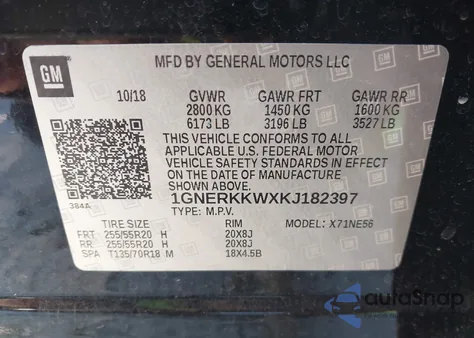 GM
MFD BY GENERAL MOTORS LLC
10/18 GVWR GAWR FRT GAWR RR
2800 KG 1450 KG 1600 KG
6173 LB 3196 LB 3527 LB
THIS VEHICLE CONFORMS TO ALL
APPLICABLE U.S. FEDERAL MOTOR
VEHICLE SAFETY STANDARDS IN EFFECT
ON THE DATE OF MANUFACTURE
SHOWN ABOVE.
384A 1GNERKKWXKJ182397
TYPE: M.P.V.
TIRE SIZE RIM MODEL: X71NE56
FRT 255/55R20 H 20X8J
RR 255/55R20 H 20X8J
SPA T135/70R18 M 18X4.5B
autoSnap